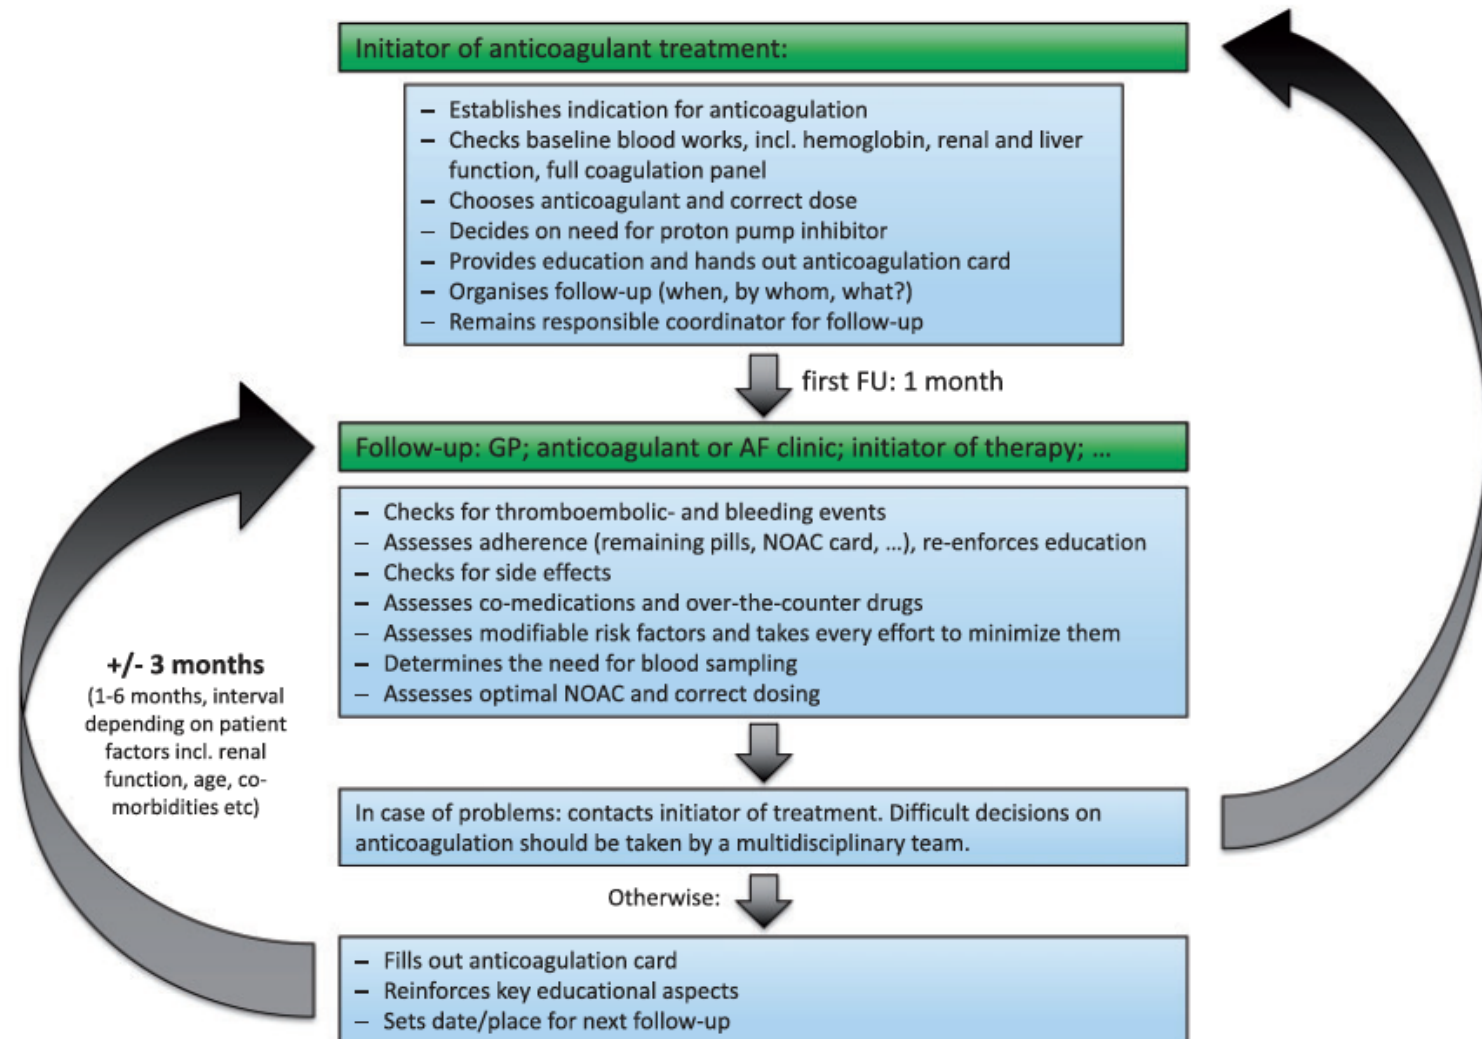 Initiator of anticoagulant treatment:
– Establishes indication for anticoagulation
– Checks baseline blood works, incl. hemoglobin, renal and liver
function, full coagulation panel
– Chooses anticoagulant and correct dose
– Decides on need for proton pump inhibitor
– Provides education and hands out anticoagulation card
– Organises follow-up (when, by whom, what?)
– Remains responsible coordinator for follow-up
first FU: 1 month
Follow-up: GP; anticoagulant or AF clinic; initiator of therapy; ...
– Checks for thromboembolic- and bleeding events
– Assesses adherence (remaining pills, NOAC card, ...), re-enforces education
– Checks for side effects
– Assesses co-medications and over-the-counter drugs
– Assesses modifiable risk factors and takes every effort to minimize them
– Determines the need for blood sampling
– Assesses optimal NOAC and correct dosing
+/- 3 months
(1-6 months, interval
depending on patient
factors incl. renal
function, age, co-
morbidities etc)
In case of problems: contacts initiator of treatment. Difficult decisions on
anticoagulation should be taken by a multidisciplinary team.
Otherwise:
– Fills out anticoagulation card
– Reinforces key educational aspects
– Sets date/place for next follow-up